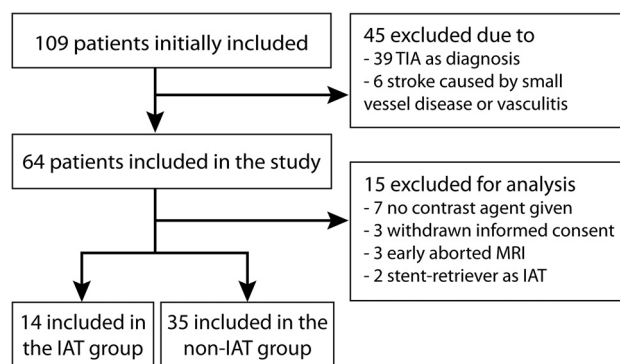 109 patients initially included
45 excluded due to
- 39 TIA as diagnosis
- 6 stroke caused by small
vessel disease or vasculitis
64 patients included in the study
15 excluded for analysis
- 7 no contrast agent given
- 3 withdrawn informed consent
- 3 early aborted MRI
- 2 stent-retriever as IAT
14 included in
the IAT group
35 included in the
non-IAT group